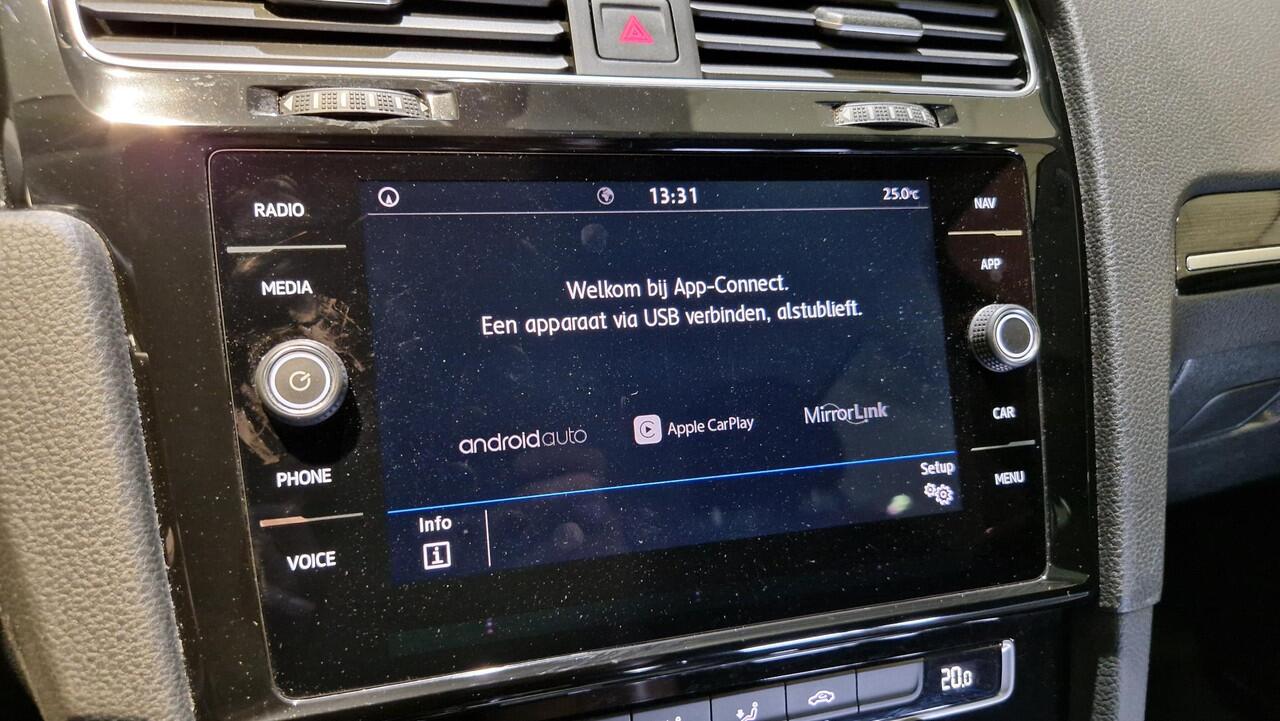 RADIO
MEDIA
PHONE
VOICE
13:31
25.0°C
Welkom bij App-Connect.
Een apparaat via USB verbinden, alstublieft.
androidauto
Apple CarPlay
MirrorLink
Info
i
Setup
NAV
APP
CAR
MENU
20.0